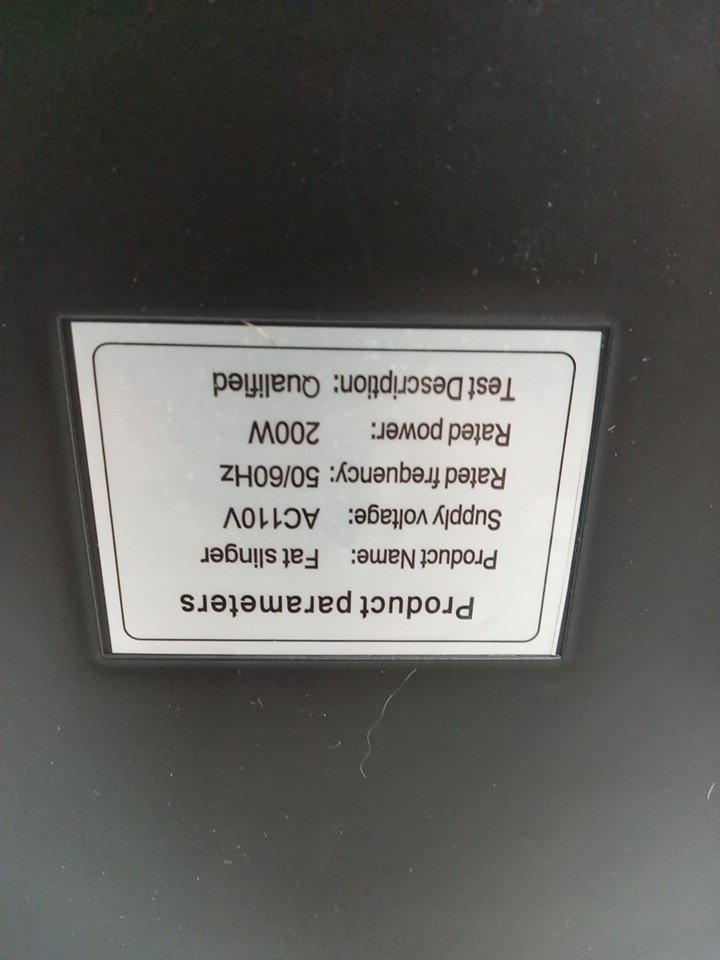 Product parameters
Product Name: Fat slinger
Supply voltage: AC110V
Rated frequency: 50/60Hz
Rated power: 200W
Test Description: Qualified